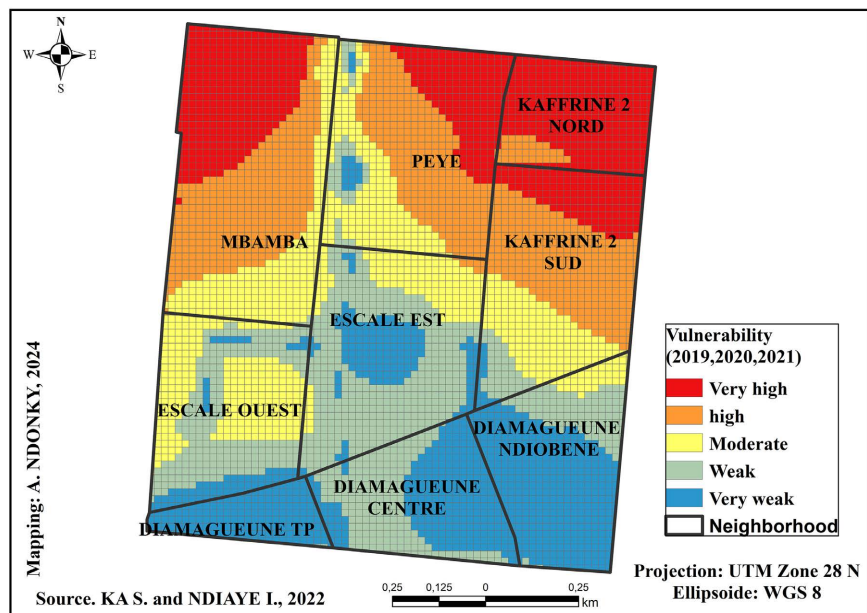 N
W E
S
KAFFRINE 2
NORD
PEYE
MBAMBA
KAFFRINE 2
SUD
ESCALE EST
ESCALE OUEST
DIAMAGUEUNE
NDIOBENE
DIAMAGUEUNE
CENTRE
DIAMAGUEUNE TP
Vulnerability
(2019,2020,2021)
Very high
high
Moderate
Weak
Very weak
Neighborhood
Mapping: A. NDONKY, 2024
Source. KA S. and NDIAYE I., 2022
0,25 0,125 0 0,25
km
Projection: UTM Zone 28 N
Ellipsoide: WGS 8